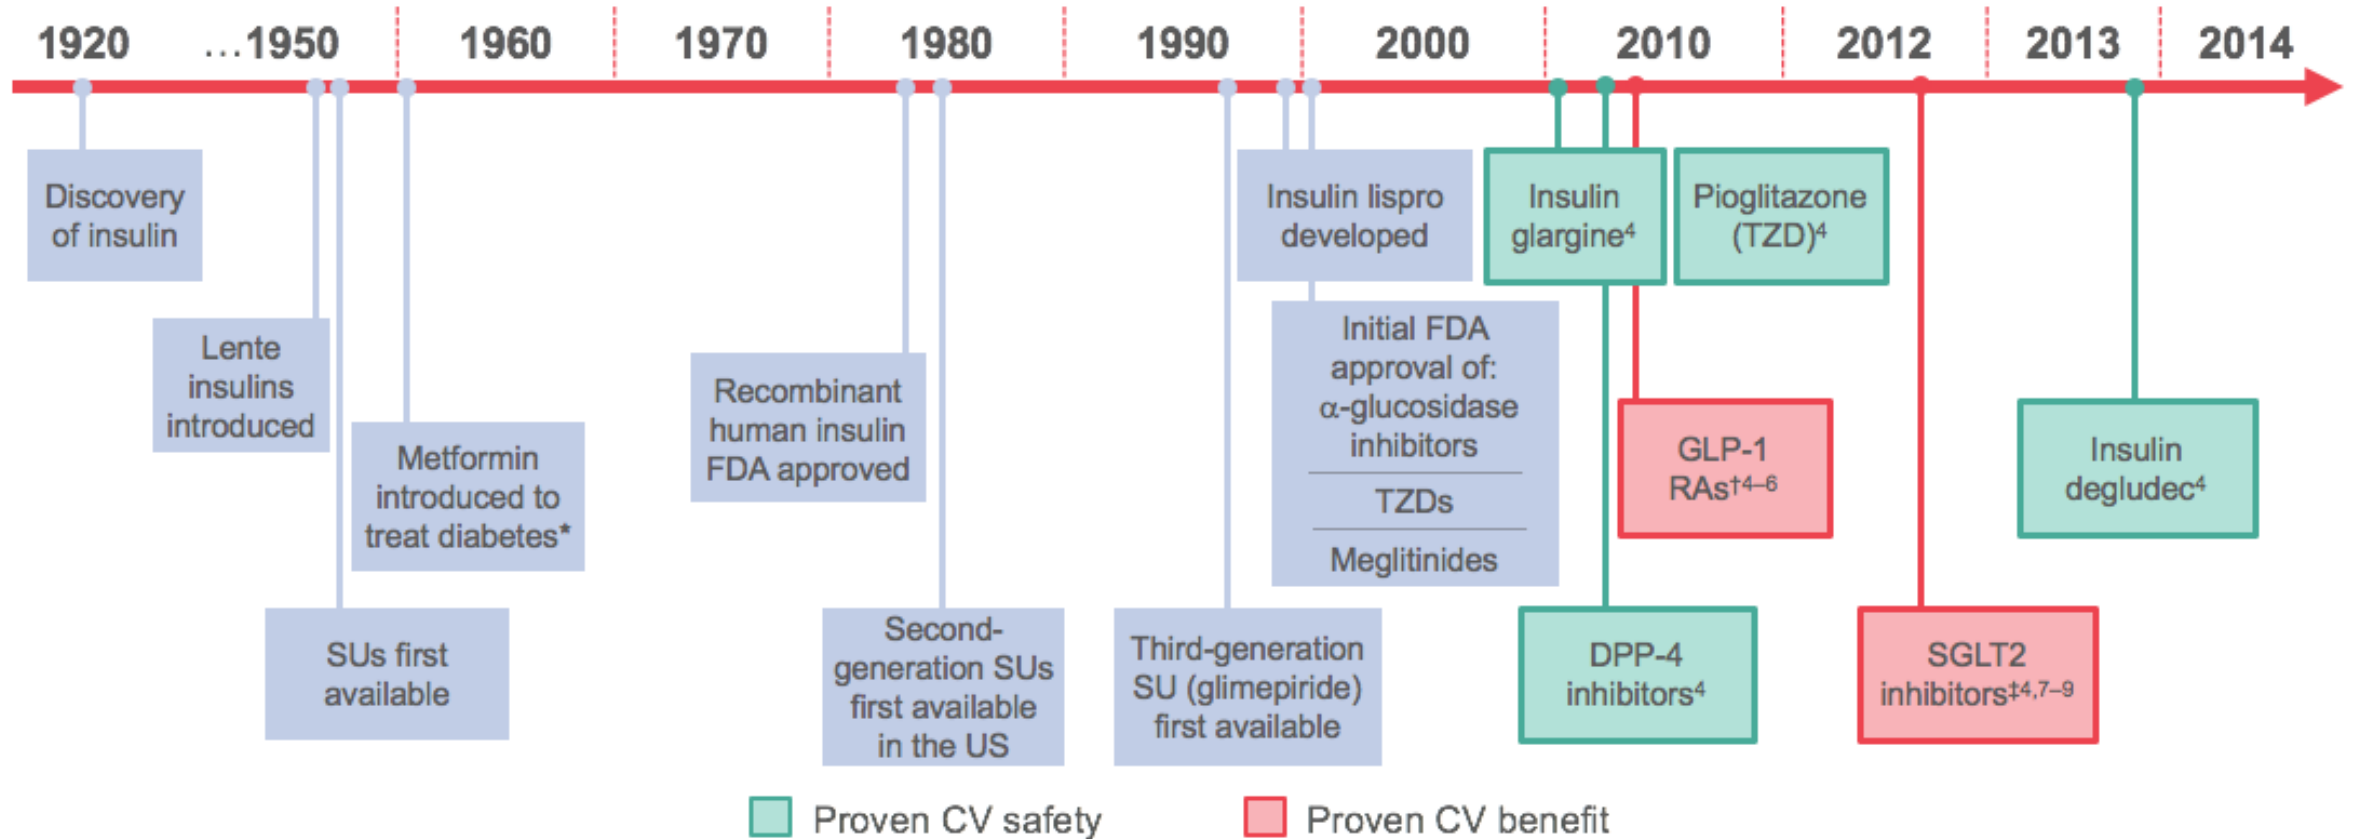 1920 ...1950 1960 1970 1980 1990 2000 2010 2012 2013 2014
Discovery
of insulin
Lente
insulins
introduced
SUs first
available
Metformin
introduced to
treat diabetes*
Recombinant
human insulin
FDA approved
Second-
generation SUs
first available
in the US
Third-generation
SU (glimepiride)
first available
Insulin lispro
developed
Initial FDA
approval of:
α-glucosidase
inhibitors
TZDs
Meglitinides
Insulin
glargine⁴
Pioglitazone
(TZD)⁴
DPP-4
inhibitors⁴
GLP-1
RAs†⁴⁻⁶
SGLT2
inhibitors‡⁴,⁷⁻⁹
Insulin
degludec⁴
Proven CV safety
Proven CV benefit